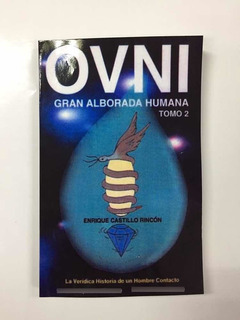 OVNI
GRAN ALBORADA HUMANA
TOMO 2
ENRIQUE CASTILLO RINCÓN
La Verídica Historia de un Hombre Contacto